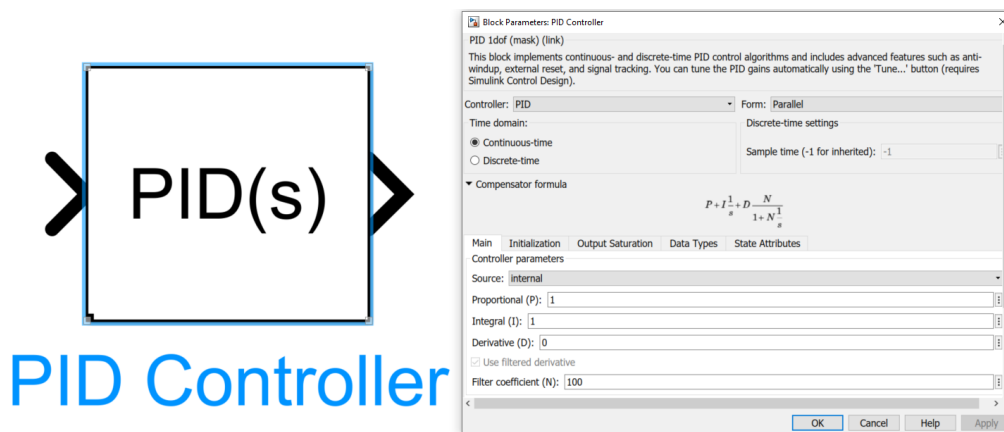 PID(s)
PID Controller
Block Parameters: PID Controller
PID 1dof (mask) (link)
This block implements continuous- and discrete-time PID control algorithms and includes advanced features such as anti-
windup, external reset, and signal tracking. You can tune the PID gains automatically using the 'Tune...' button (requires
Simulink Control Design).
Controller: PID Form: Parallel
Time domain: Discrete-time settings
Continuous-time
Sample time (-1 for inherited): -1
Discrete-time
Compensator formula
P + I 1/s + D N/(1 + N 1/s)
Main Initialization Output Saturation Data Types State Attributes
Controller parameters
Source: internal
Proportional (P): 1
Integral (I): 1
Derivative (D): 0
Use filtered derivative
Filter coefficient (N): 100
OK Cancel Help Apply